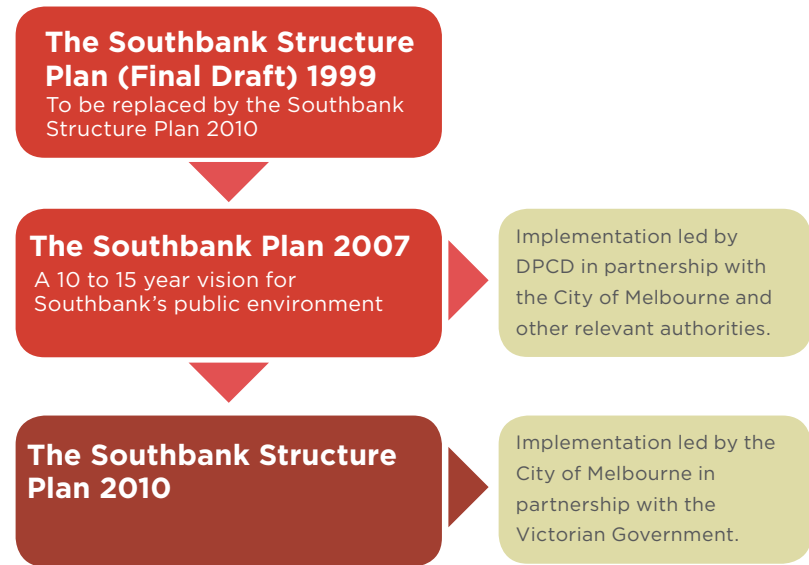 The Southbank Structure
Plan (Final Draft) 1999
To be replaced by the Southbank
Structure Plan 2010
The Southbank Plan 2007
A 10 to 15 year vision for
Southbank’s public environment
Implementation led by
DPCD in partnership with
the City of Melbourne and
other relevant authorities.
The Southbank Structure
Plan 2010
Implementation led by the
City of Melbourne in
partnership with the
Victorian Government.